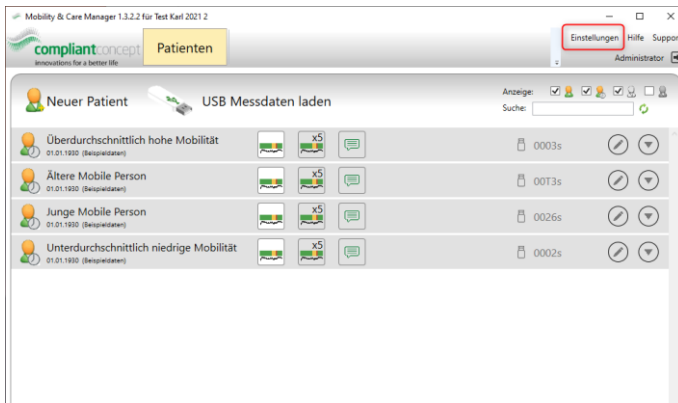 Mobility & Care Manager 1.3.2.2 für Test Karl 2021 2
compliantconcept
innovations for a better life
Patienten
Einstellungen Hilfe Suppor
Administrator
Neuer Patient
USB Messdaten laden
Anzeige:
Suche:
Überdurchschnittlich hohe Mobilität
01.01.1930 (Beispieldaten)
x5
0003s
Ältere Mobile Person
01.01.1930 (Beispieldaten)
x5
00T3s
Junge Mobile Person
01.01.1930 (Beispieldaten)
x5
0026s
Unterdurchschnittlich niedrige Mobilität
01.01.1930 (Beispieldaten)
x5
0002s